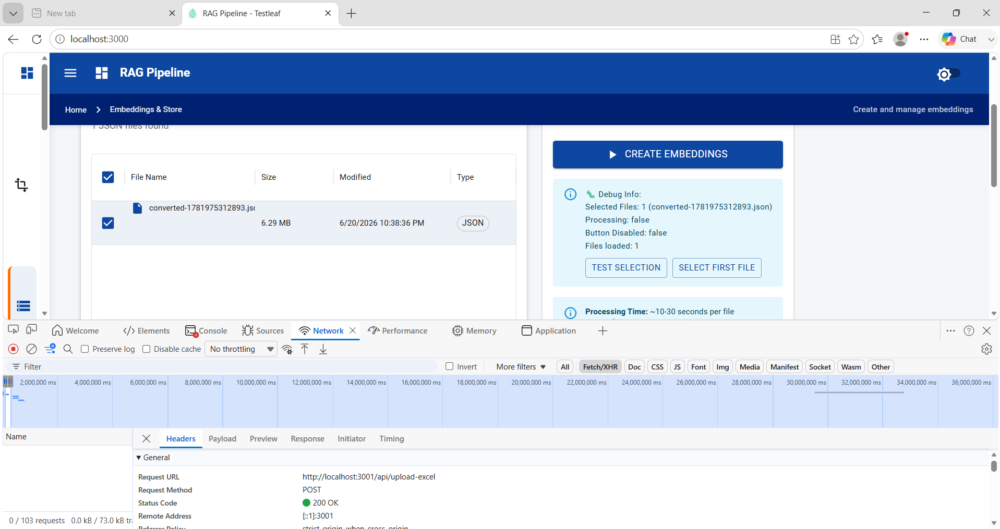 New tab
RAG Pipeline - Testleaf
localhost:3000
Chat
RAG Pipeline
Home
Embeddings & Store
Create and manage embeddings
1 JSON files found
File Name
Size
Modified
Type
converted-1781975312893.jsc
6.29 MB
6/20/2026 10:38:36 PM
JSON
CREATE EMBEDDINGS
Debug Info:
Selected Files: 1 (converted-1781975312893.json)
Processing: false
Button Disabled: false
Files loaded: 1
TEST SELECTION
SELECT FIRST FILE
Processing Time: ~10-30 seconds per file
Welcome
Elements
Console
Sources
Network
Performance
Memory
Application
Preserve log
Disable cache
No throttling
Filter
Invert
More filters
All
Fetch/XHR
Doc
CSS
JS
Font
Img
Media
Manifest
Socket
Wasm
Other
2,000,000 ms
4,000,000 ms
6,000,000 ms
8,000,000 ms
10,000,000 ms
12,000,000 ms
14,000,000 ms
16,000,000 ms
18,000,000 ms
20,000,000 ms
22,000,000 ms
24,000,000 ms
26,000,000 ms
28,000,000 ms
30,000,000 ms
32,000,000 ms
34,000,000 ms
36,000,000 ms
Name
Headers
Payload
Preview
Response
Initiator
Timing
General
Request URL
http://localhost:3001/api/upload-excel
Request Method
POST
Status Code
200 OK
Remote Address
[::1]:3001
Referrer Policy
strict-origin-when-cross-origin
0 / 103 requests
0.0 kB / 73.0 kB tra